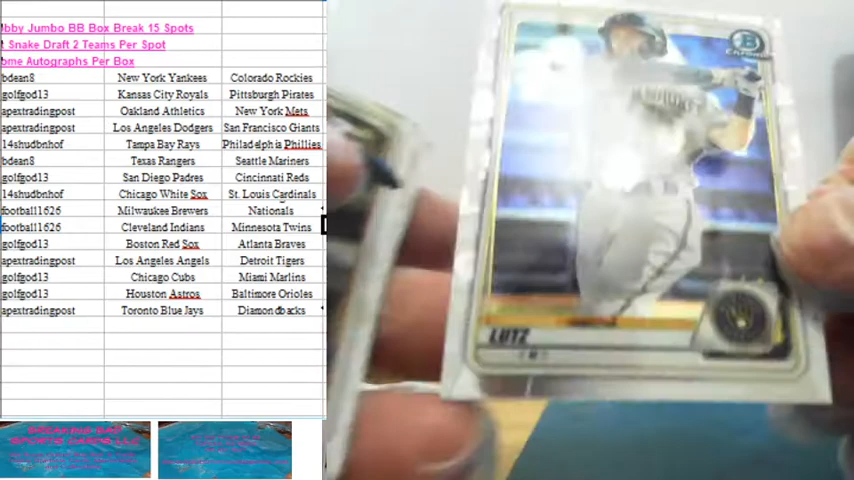 bby Jumbo BB Box Break 15 Spots
t Snake Draft 2 Teams Per Spot
ome Autographs Per Box
bdean8 New York Yankees Colorado Rockies
golfgod13 Kansas City Royals Pittsburgh Pirates
apextradingpost Oakland Athletics New York Mets
apextradingpost Los Angeles Dodgers San Francisco Giants
14shudbnhof Tampa Bay Rays Philadelphia Phillies
bdean8 Texas Rangers Seattle Mariners
golfgod13 San Diego Padres Cincinnati Reds
14shudbnhof Chicago White Sox St. Louis Cardinals
football1626 Milwaukee Brewers Nationals
football1626 Cleveland Indians Minnesota Twins
golfgod13 Boston Red Sox Atlanta Braves
apextradingpost Los Angeles Angels Detroit Tigers
golfgod13 Chicago Cubs Miami Marlins
golfgod13 Houston Astros Baltimore Orioles
apextradingpost Toronto Blue Jays Diamondbacks
BREAKING BAD
SPORTS CARDS LLC
LUTZ